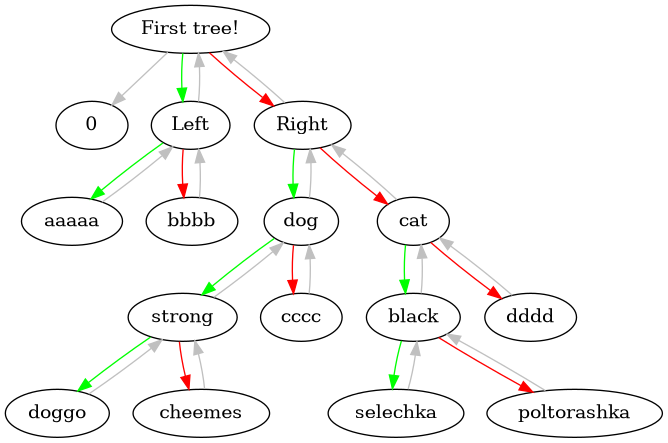 First tree!
0
Left
Right
aaaaa
bbbb
dog
cat
strong
cccc
black
dddd
doggo
cheemes
selechka
poltorashka